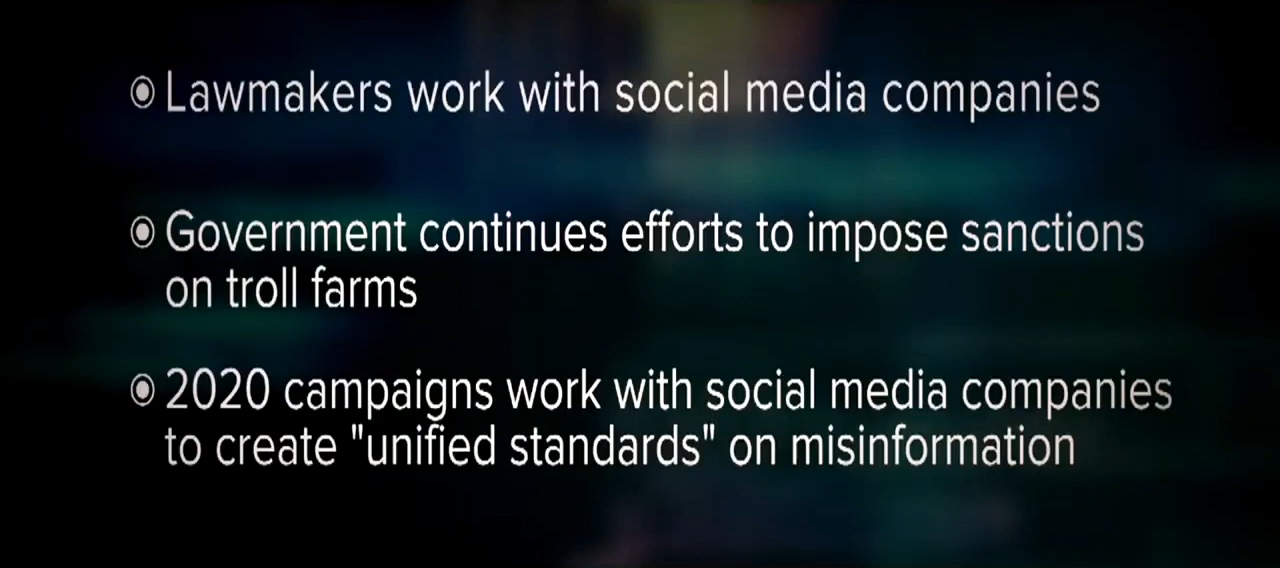 Lawmakers work with social media companies
Government continues efforts to impose sanctions
on troll farms
2020 campaigns work with social media companies
to create "unified standards" on misinformation